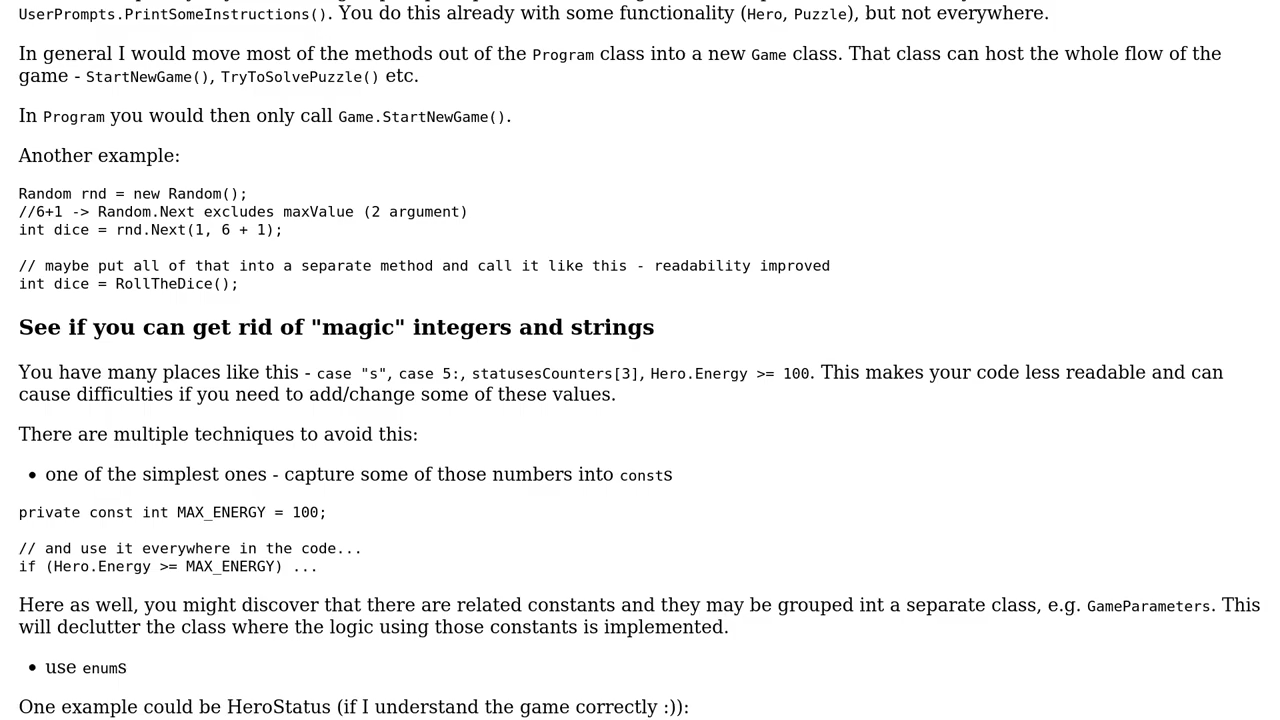 UserPrompts.PrintSomeInstructions(). You do this already with some functionality (Hero, Puzzle), but not everywhere.
In general I would move most of the methods out of the Program class into a new Game class. That class can host the whole flow of the
game - StartNewGame(), TryToSolvePuzzle() etc.
In Program you would then only call Game.StartNewGame().
Another example:
Random rnd = new Random();
//6+1 -> Random.Next excludes maxValue (2 argument)
int dice = rnd.Next(1, 6 + 1);
// maybe put all of that into a separate method and call it like this - readability improved
int dice = RollTheDice();
See if you can get rid of "magic" integers and strings
You have many places like this - case "s", case 5:, statusesCounters[3], Hero.Energy >= 100. This makes your code less readable and can
cause difficulties if you need to add/change some of these values.
There are multiple techniques to avoid this:
• one of the simplest ones - capture some of those numbers into consts
private const int MAX_ENERGY = 100;
// and use it everywhere in the code...
if (Hero.Energy >= MAX_ENERGY) ...
Here as well, you might discover that there are related constants and they may be grouped int a separate class, e.g. GameParameters. This
will declutter the class where the logic using those constants is implemented.
• use enums
One example could be HeroStatus (if I understand the game correctly :)):